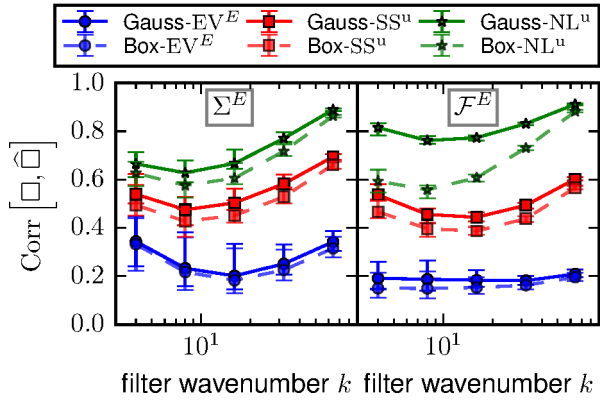 Gauss-EV^E Gauss-SS^u Gauss-NL^u
Box-EV^E Box-SS^u Box-NL^u
Σ^E ℱ^E
Corr [□, □̂]
1.0
0.8
0.6
0.4
0.2
0.0
10^1 10^1
filter wavenumber k filter wavenumber k